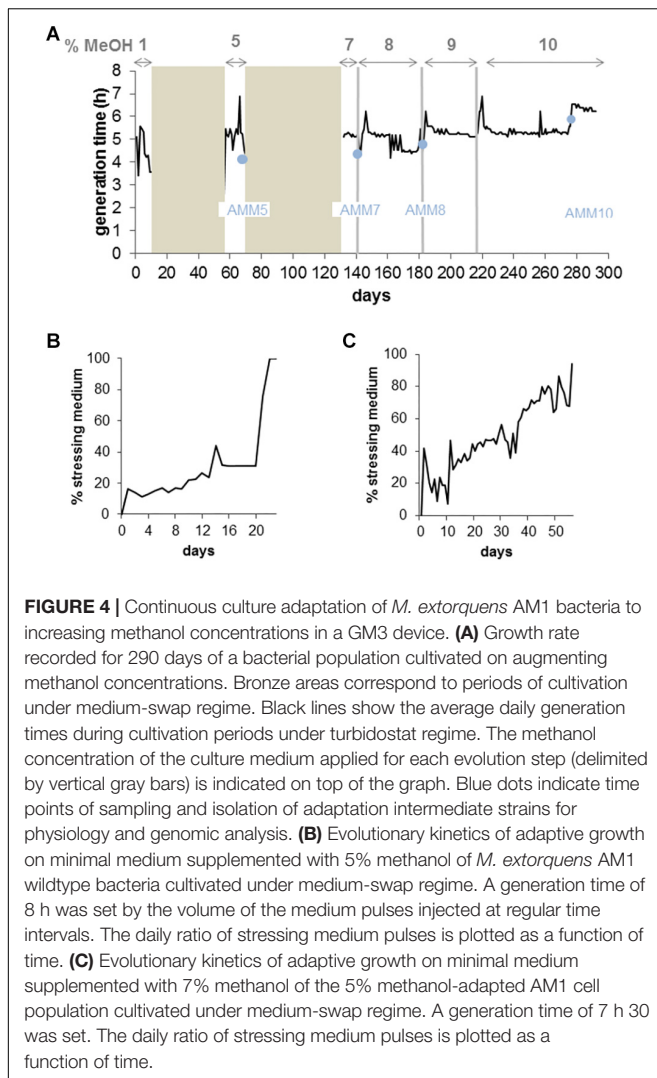 A
% MeOH 1 5 7 8 9 10
generation time (h)
8
7
6
5
4
3
2
1
0
AMM5 AMM7 AMM8 AMM10
0 20 40 60 80 100 120 140 160 180 200 220 240 260 280 300
days
B
% stressing medium
100
80
60
40
20
0
0 4 8 12 16 20
days
C
% stressing medium
100
80
60
40
20
0
0 10 20 30 40 50
days
FIGURE 4 | Continuous culture adaptation of M. extorquens AM1 bacteria to
increasing methanol concentrations in a GM3 device. (A) Growth rate
recorded for 290 days of a bacterial population cultivated on augmenting
methanol concentrations. Bronze areas correspond to periods of cultivation
under medium-swap regime. Black lines show the average daily generation
times during cultivation periods under turbidostat regime. The methanol
concentration of the culture medium applied for each evolution step (delimited
by vertical gray bars) is indicated on top of the graph. Blue dots indicate time
points of sampling and isolation of adaptation intermediate strains for
physiology and genomic analysis. (B) Evolutionary kinetics of adaptive growth
on minimal medium supplemented with 5% methanol of M. extorquens AM1
wildtype bacteria cultivated under medium-swap regime. A generation time of
8 h was set by the volume of the medium pulses injected at regular time
intervals. The daily ratio of stressing medium pulses is plotted as a function of
time. (C) Evolutionary kinetics of adaptive growth on minimal medium
supplemented with 7% methanol of the 5% methanol-adapted AM1 cell
population cultivated under medium-swap regime. A generation time of 7 h 30
was set. The daily ratio of stressing medium pulses is plotted as a
function of time.